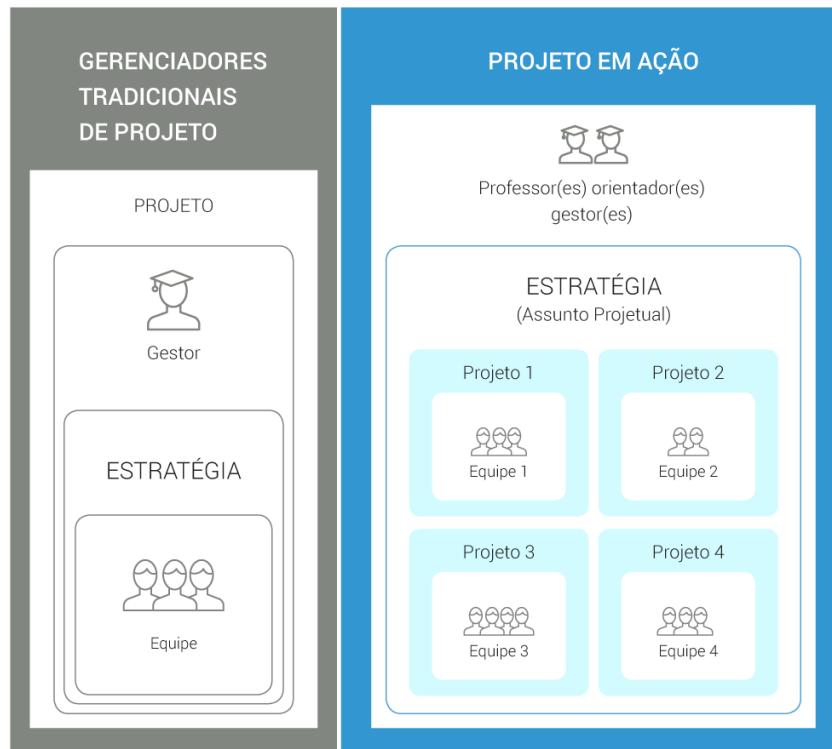 GERENCIADORES
TRADICIONAIS
DE PROJETO
PROJETO
Gestor
ESTRATÉGIA
Equipe
PROJETO EM AÇÃO
Professor(es) orientador(es)
gestor(es)
ESTRATÉGIA
(Assunto Projetual)
Projeto 1
Equipe 1
Projeto 2
Equipe 2
Projeto 3
Equipe 3
Projeto 4
Equipe 4